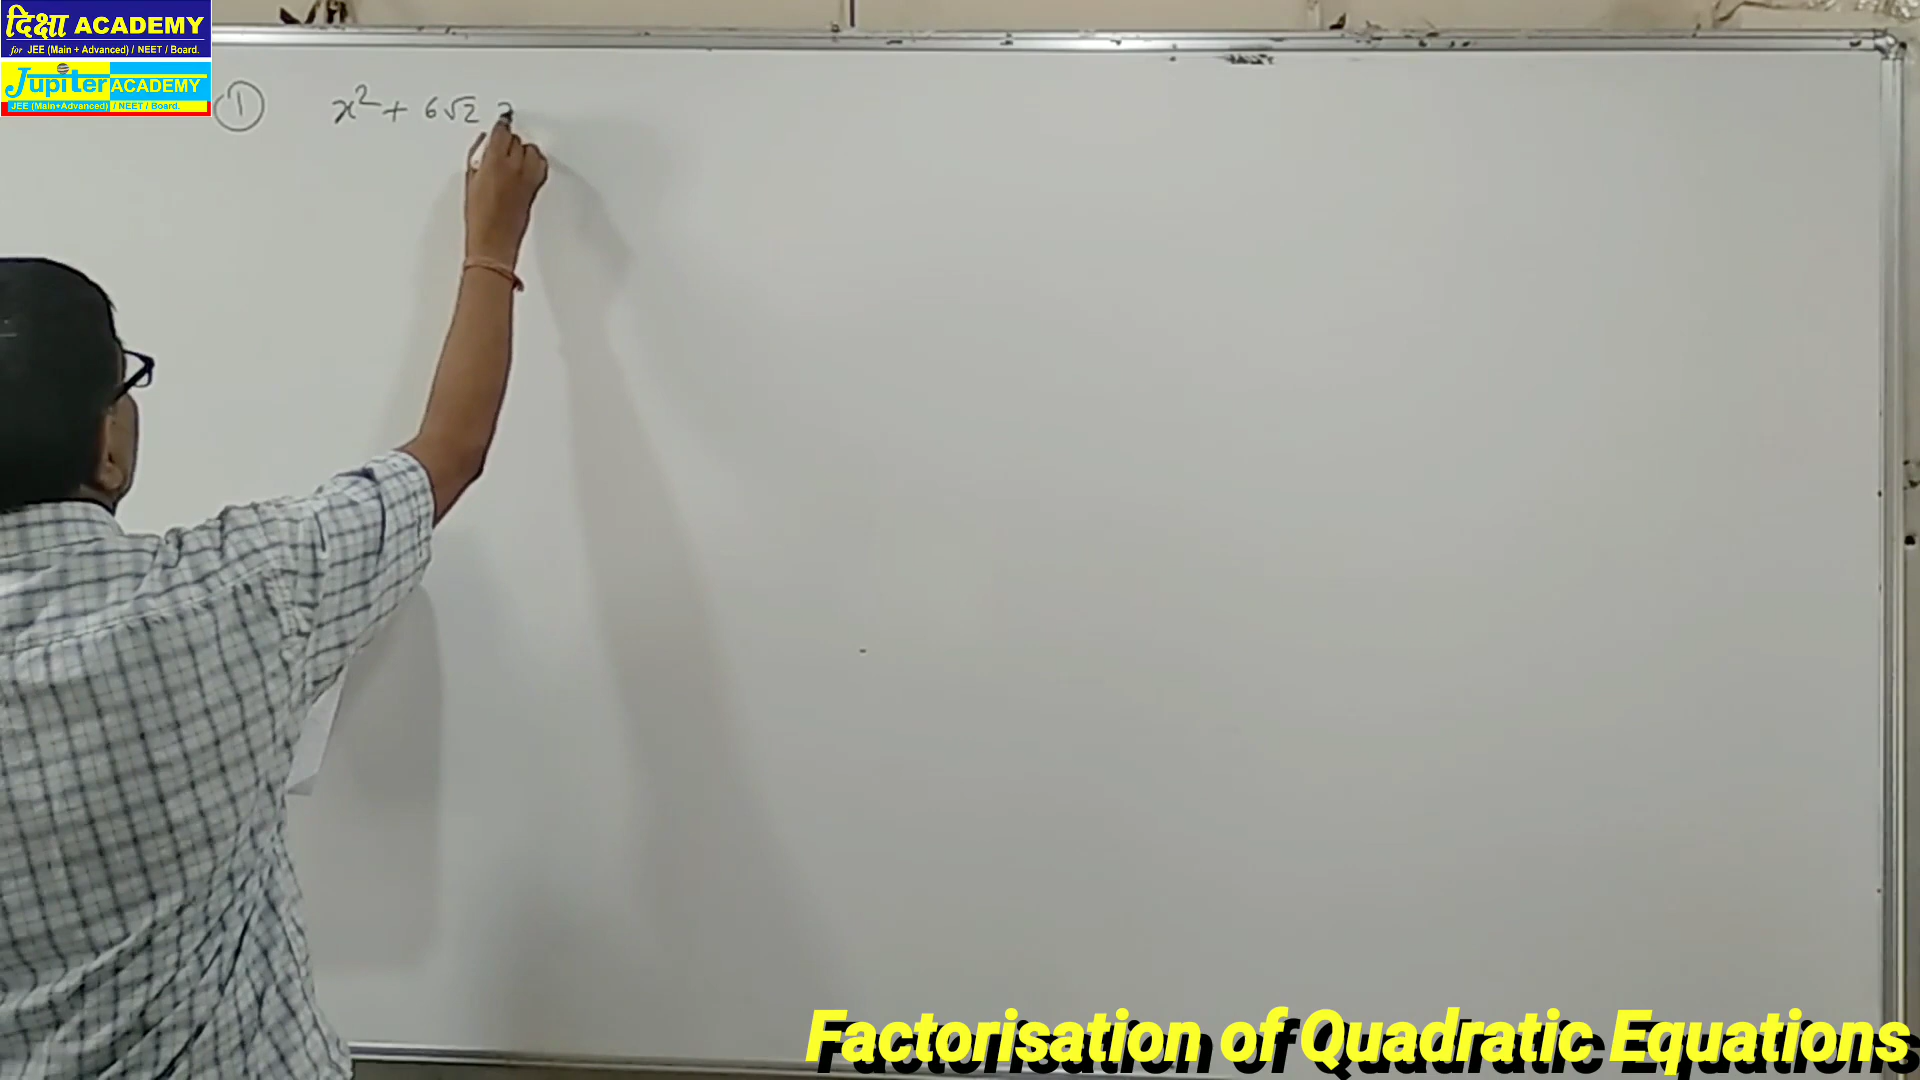 दिक्षा ACADEMY
for JEE (Main + Advanced) / NEET / Board.
Jupiter ACADEMY
JEE (Main+Advanced) / NEET / Board.
① x² + 6√2 x
Factorisation of Quadratic Equations